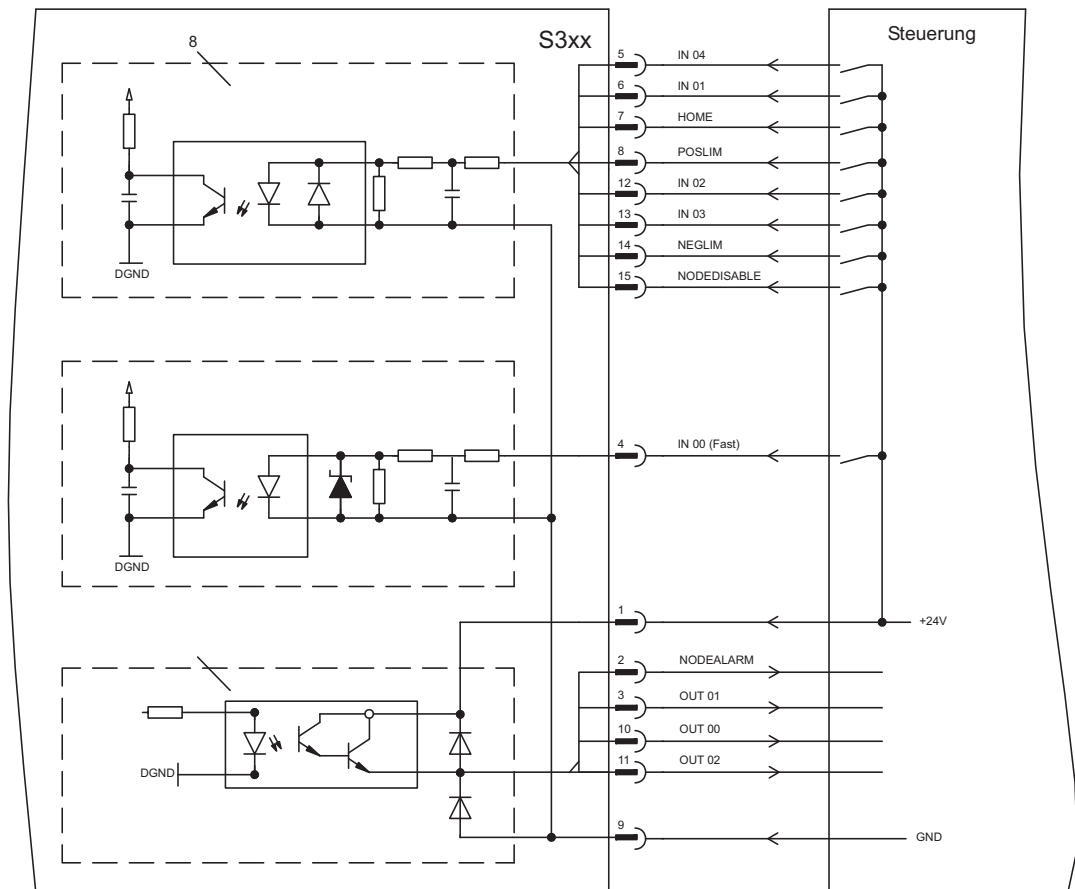 8
S3xx
Steuerung
5 IN 04
6 IN 01
7 HOME
8 POSLIM
12 IN 02
13 IN 03
14 NEGLIM
15 NODEDISABLE
DGND
4 IN 00 (Fast)
DGND
1 +24V
2 NODEALARM
3 OUT 01
10 OUT 00
11 OUT 02
DGND
9 GND